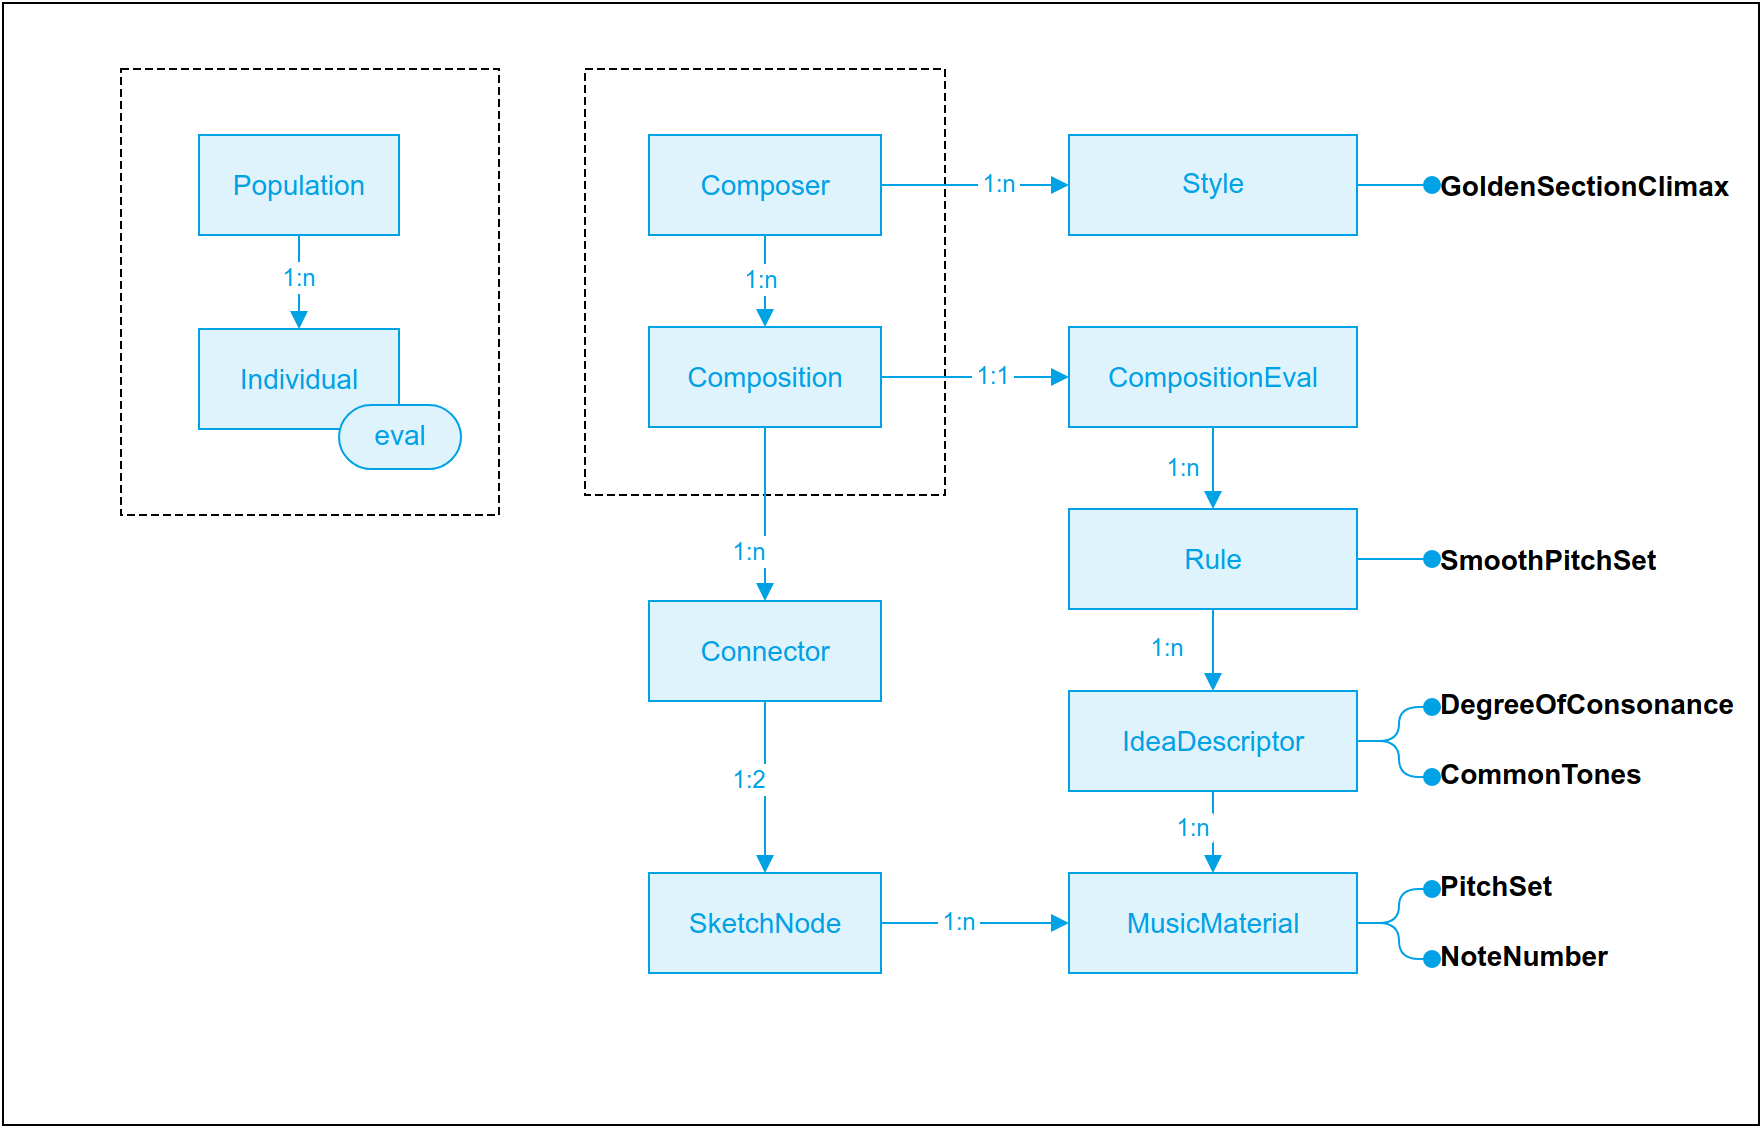 Population
1:n
Individual
eval
Composer
1:n
Style
GoldenSectionClimax
1:n
Composition
1:1
CompositionEval
1:n
1:n
Rule
SmoothPitchSet
Connector
1:n
1:2
IdeaDescriptor
DegreeOfConsonance
CommonTones
1:n
SketchNode
1:n
MusicMaterial
PitchSet
NoteNumber